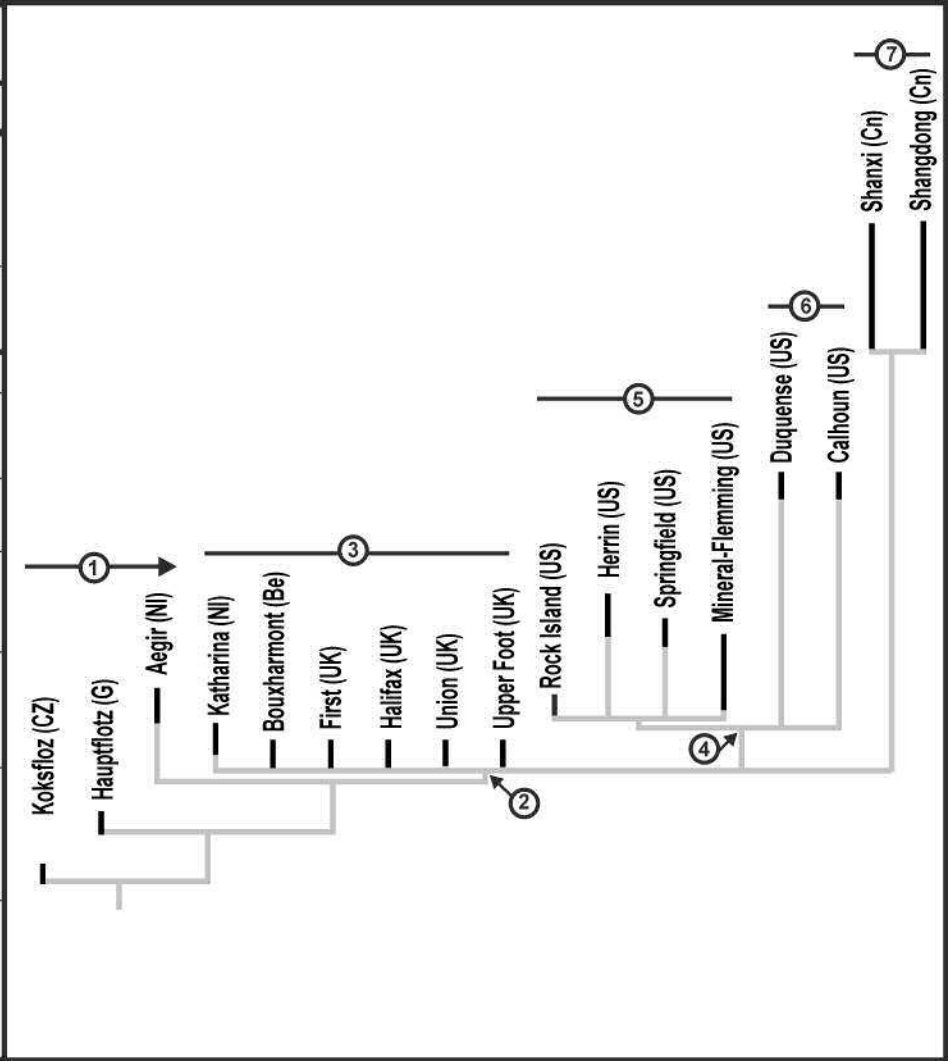 Koksfloz (CZ)
Hauptflotz (G)
1
Aegir (NI)
Katharina (NI)
Bouxharmont (Be)
First (UK)
3
Halifax (UK)
Union (UK)
Upper Foot (UK)
2
Rock Island (US)
Herrin (US)
5
Springfield (US)
Mineral-Flemming (US)
4
Duquense (US)
6
Calhoun (US)
Shanxi (Cn)
7
Shangdong (Cn)